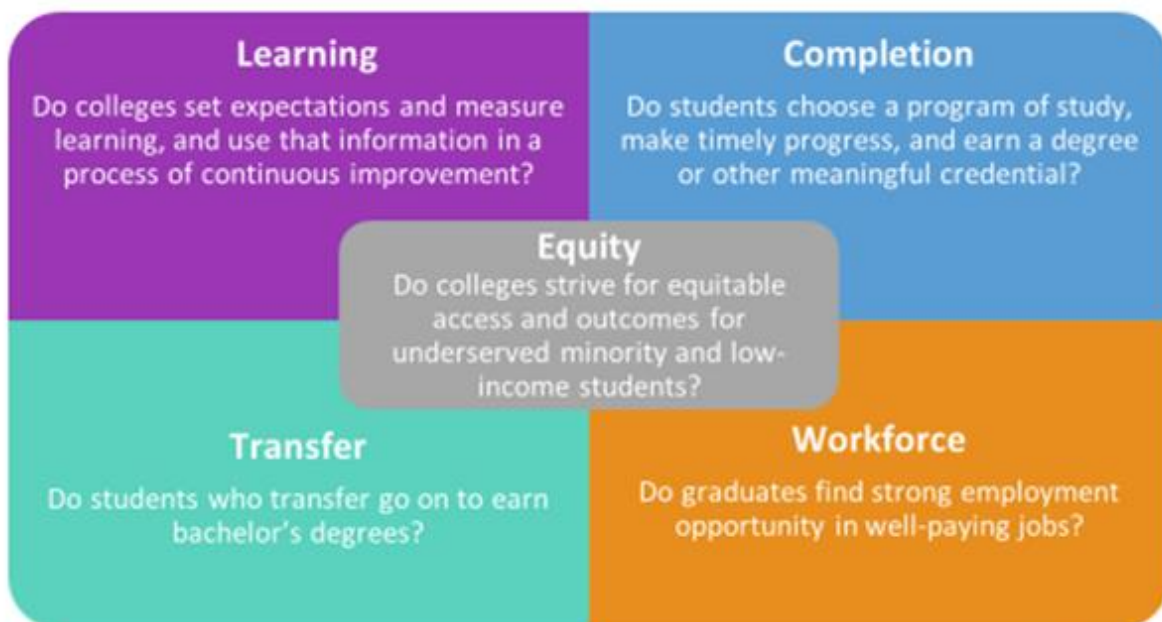 Learning
Do colleges set expectations and measure
learning, and use that information in a
process of continuous improvement?
Completion
Do students choose a program of study,
make timely progress, and earn a degree
or other meaningful credential?
Equity
Do colleges strive for equitable
access and outcomes for
underserved minority and low-
income students?
Transfer
Do students who transfer go on to earn
bachelor's degrees?
Workforce
Do graduates find strong employment
opportunity in well-paying jobs?